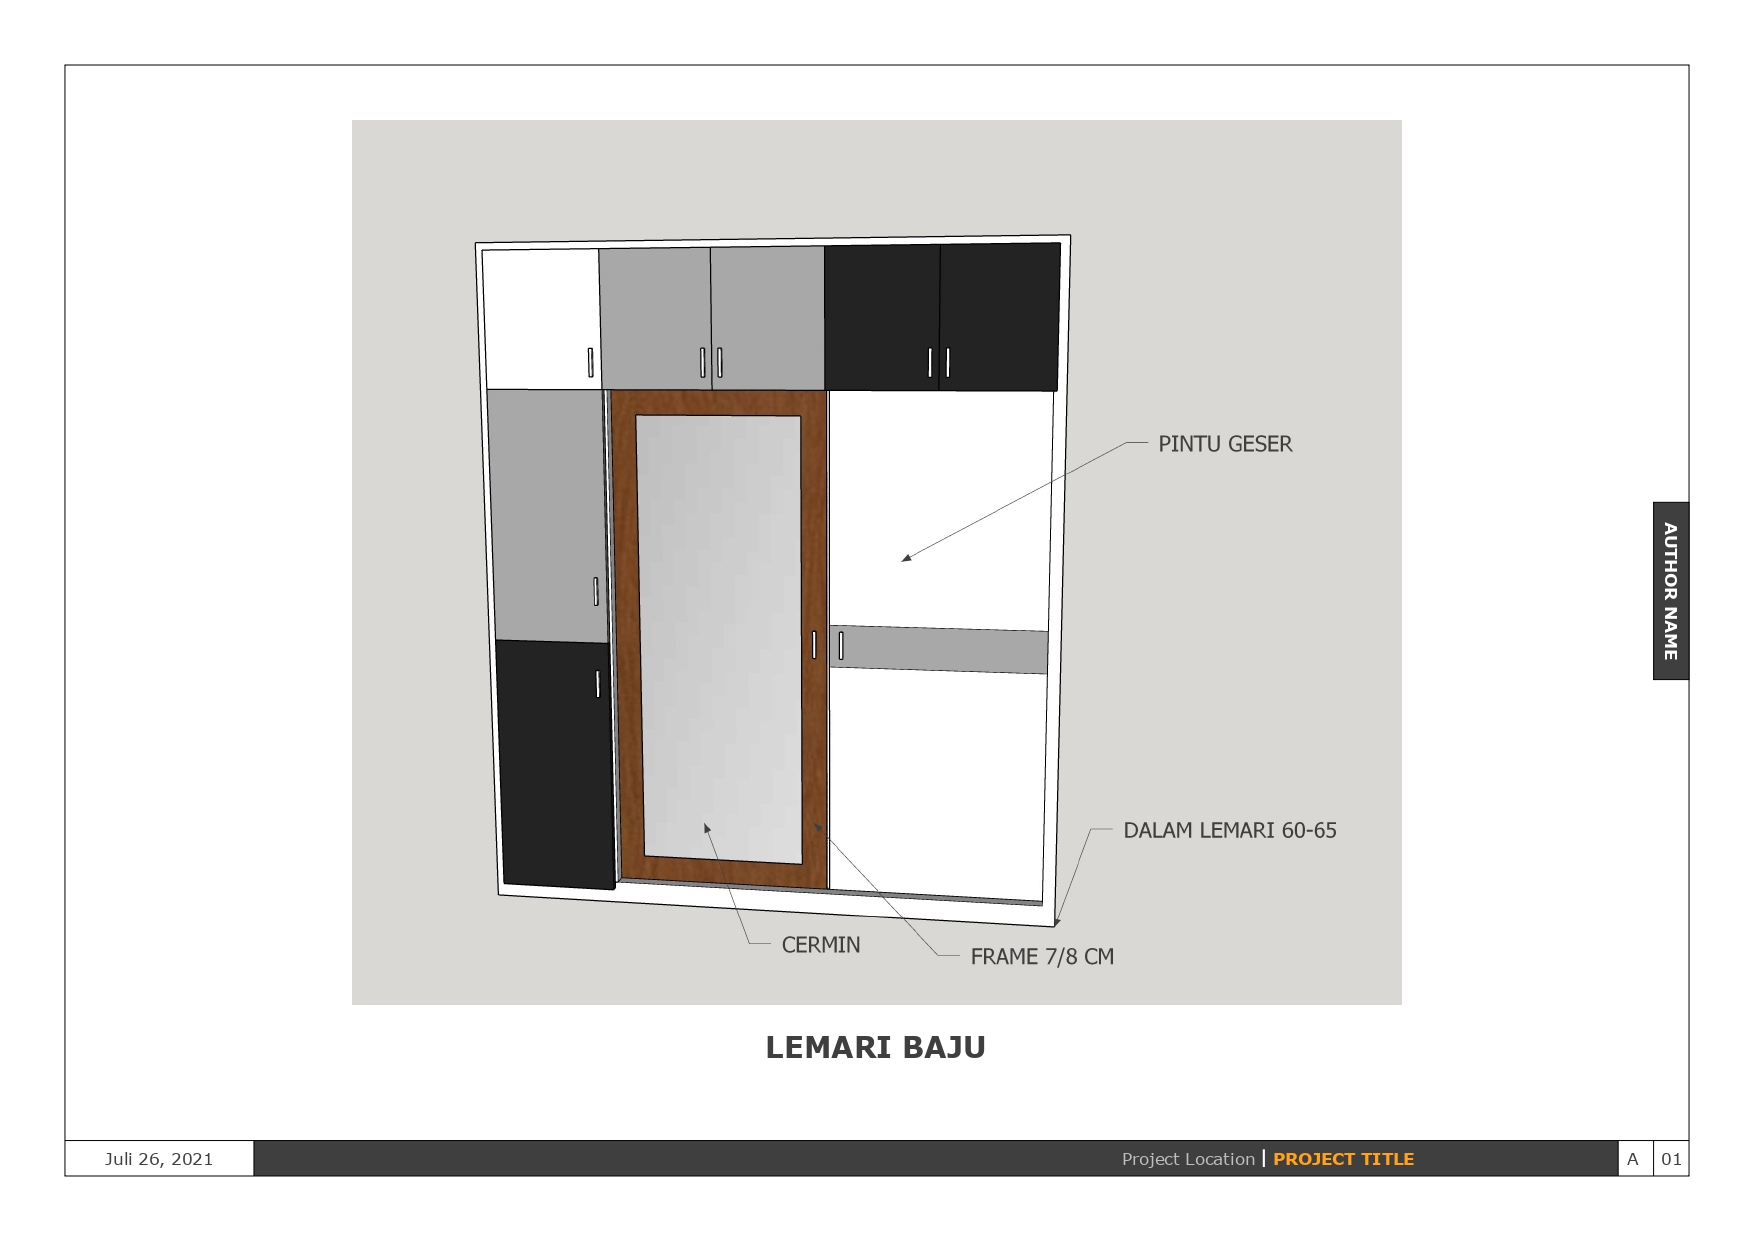 PINTU GESER
AUTHOR NAME
DALAM LEMARI 60-65
CERMIN
FRAME 7/8 CM
LEMARI BAJU
Juli 26, 2021
Project Location | PROJECT TITLE
A
01